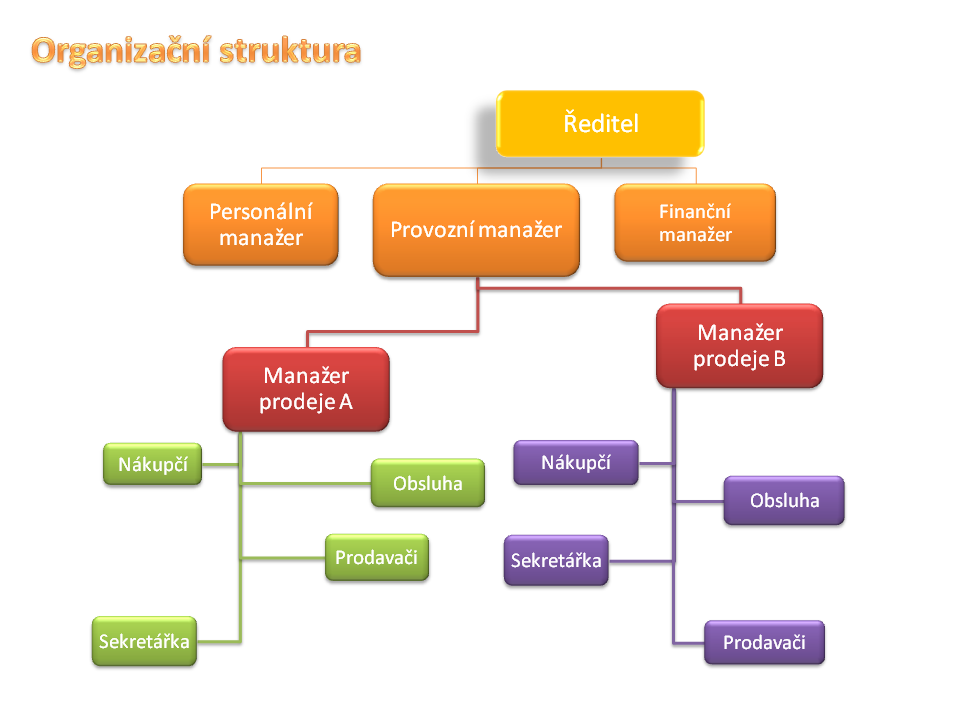 Organizační struktura
Ředitel
Personální
manažer
Provozní manažer
Finanční
manažer
Manažer
prodeje B
Manažer
prodeje A
Nákupčí
Obsluha
Prodavači
Sekretářka
Nákupčí
Obsluha
Sekretářka
Prodavači